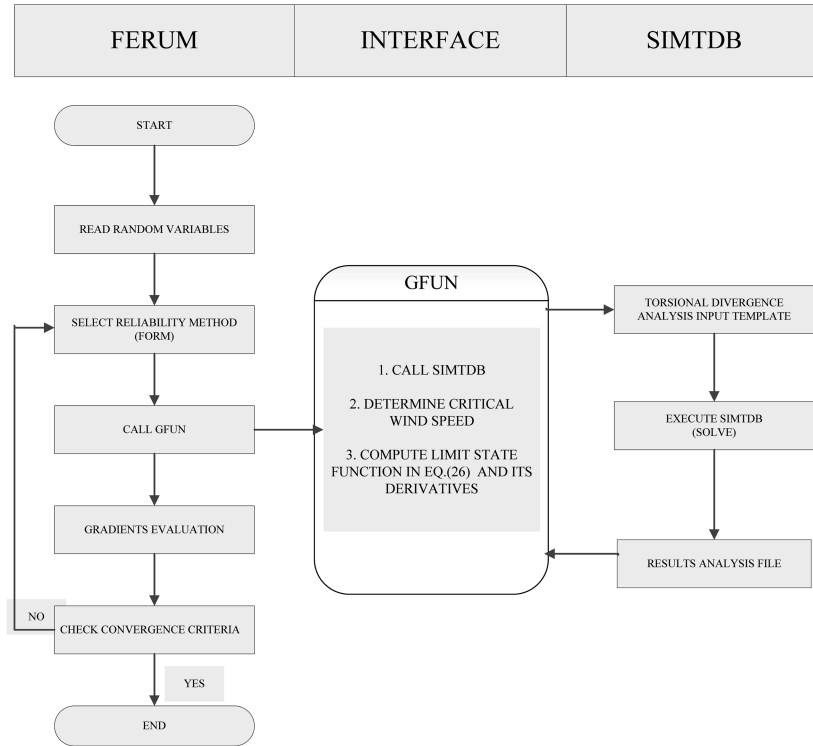 FERUM
INTERFACE
SIMTDB
START
READ RANDOM VARIABLES
SELECT RELIABILITY METHOD
(FORM)
CALL GFUN
GRADIENTS EVALUATION
NO
CHECK CONVERGENCE CRITERIA
YES
END
GFUN
1. CALL SIMTDB
2. DETERMINE CRITICAL
WIND SPEED
3. COMPUTE LIMIT STATE
FUNCTION IN EQ.(26) AND ITS
DERIVATIVES
TORSIONAL DIVERGENCE
ANALYSIS INPUT TEMPLATE
EXECUTE SIMTDB
(SOLVE)
RESULTS ANALYSIS FILE